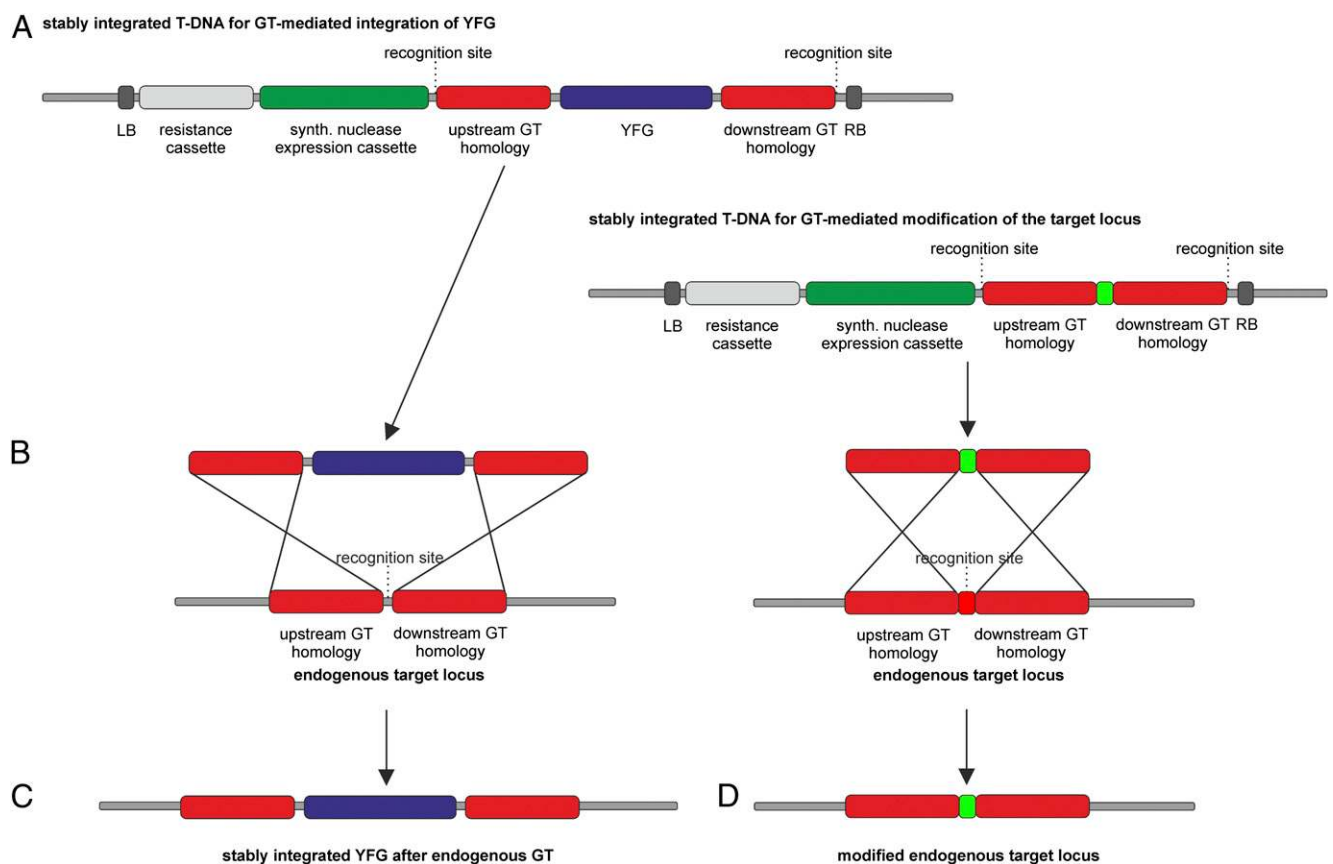 A stably integrated T-DNA for GT-mediated integration of YFG
recognition site recognition site
LB resistance cassette synth. nuclease expression cassette upstream GT homology YFG downstream GT homology RB
stably integrated T-DNA for GT-mediated modification of the target locus
recognition site recognition site
LB resistance cassette synth. nuclease expression cassette upstream GT homology downstream GT homology RB
B
recognition site
upstream GT homology downstream GT homology
endogenous target locus
recognition site
upstream GT homology downstream GT homology
endogenous target locus
C
stably integrated YFG after endogenous GT
D
modified endogenous target locus